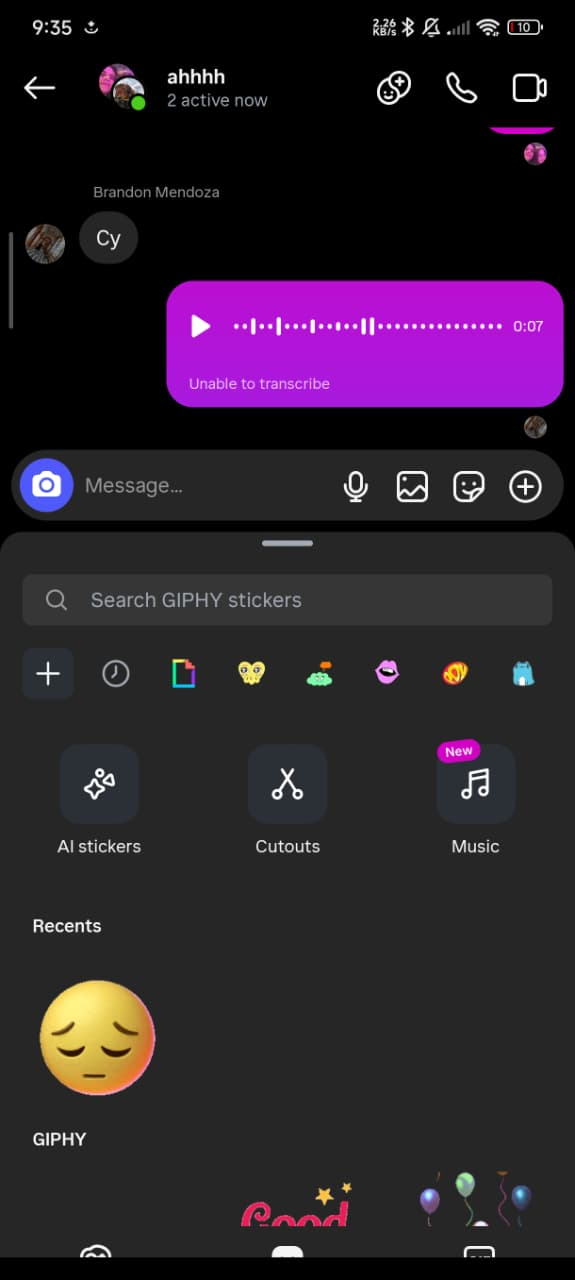 9:35
2.26 KB/s
10
ahhhh
2 active now
Brandon Mendoza
Cy
0:07
Unable to transcribe
Message...
Search GIPHY stickers
New
AI stickers
Cutouts
Music
Recents
GIPHY
Good